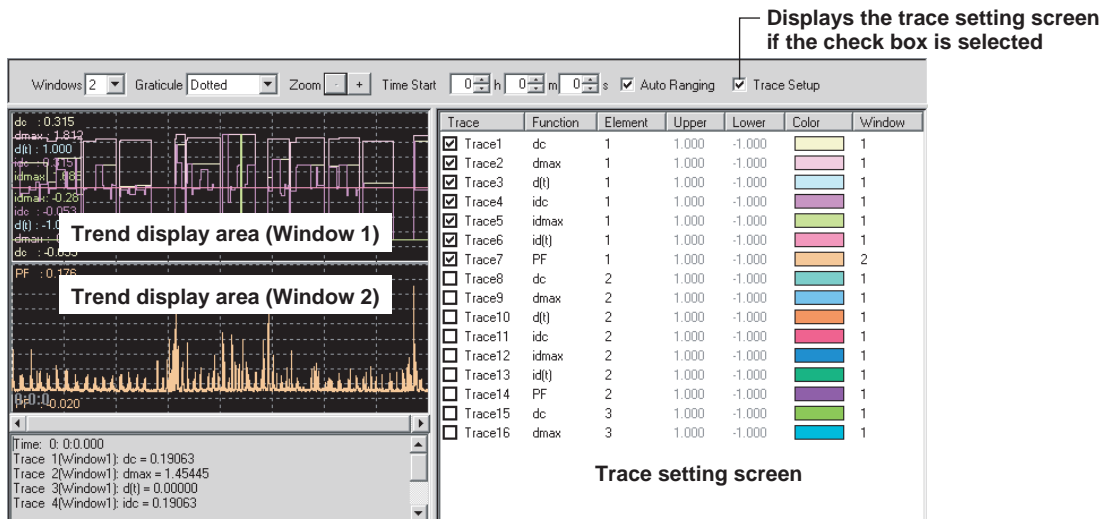 Displays the trace setting screen
if the check box is selected
Windows 2 Graticule Dotted Zoom - + Time Start 0 h 0 m 0 s Auto Ranging Trace Setup
dc : 0.315
dmax : 1.812
d(t) : 1.000
idc : 0.315
idmax
idmax: -0.28
idc : -0.053
d(t) : -1.0
dmax :
dc : -0.053
Trend display area (Window 1)
PF : 0.176
Trend display area (Window 2)
PF : -0.020
Time: 0: 0:0.000
Trace 1(Window1): dc = 0.19063
Trace 2(Window1): dmax = 1.45445
Trace 3(Window1): d(t) = 0.00000
Trace 4(Window1): idc = 0.19063
Trace Function Element Upper Lower Color Window
Trace1 dc 1 1.000 -1.000 1
Trace2 dmax 1 1.000 -1.000 1
Trace3 d(t) 1 1.000 -1.000 1
Trace4 idc 1 1.000 -1.000 1
Trace5 idmax 1 1.000 -1.000 1
Trace6 id(t) 1 1.000 -1.000 1
Trace7 PF 1 1.000 -1.000 2
Trace8 dc 2 1.000 -1.000 1
Trace9 dmax 2 1.000 -1.000 1
Trace10 d(t) 2 1.000 -1.000 1
Trace11 idc 2 1.000 -1.000 1
Trace12 idmax 2 1.000 -1.000 1
Trace13 id(t) 2 1.000 -1.000 1
Trace14 PF 2 1.000 -1.000 1
Trace15 dc 3 1.000 -1.000 1
Trace16 dmax 3 1.000 -1.000 1
Trace setting screen